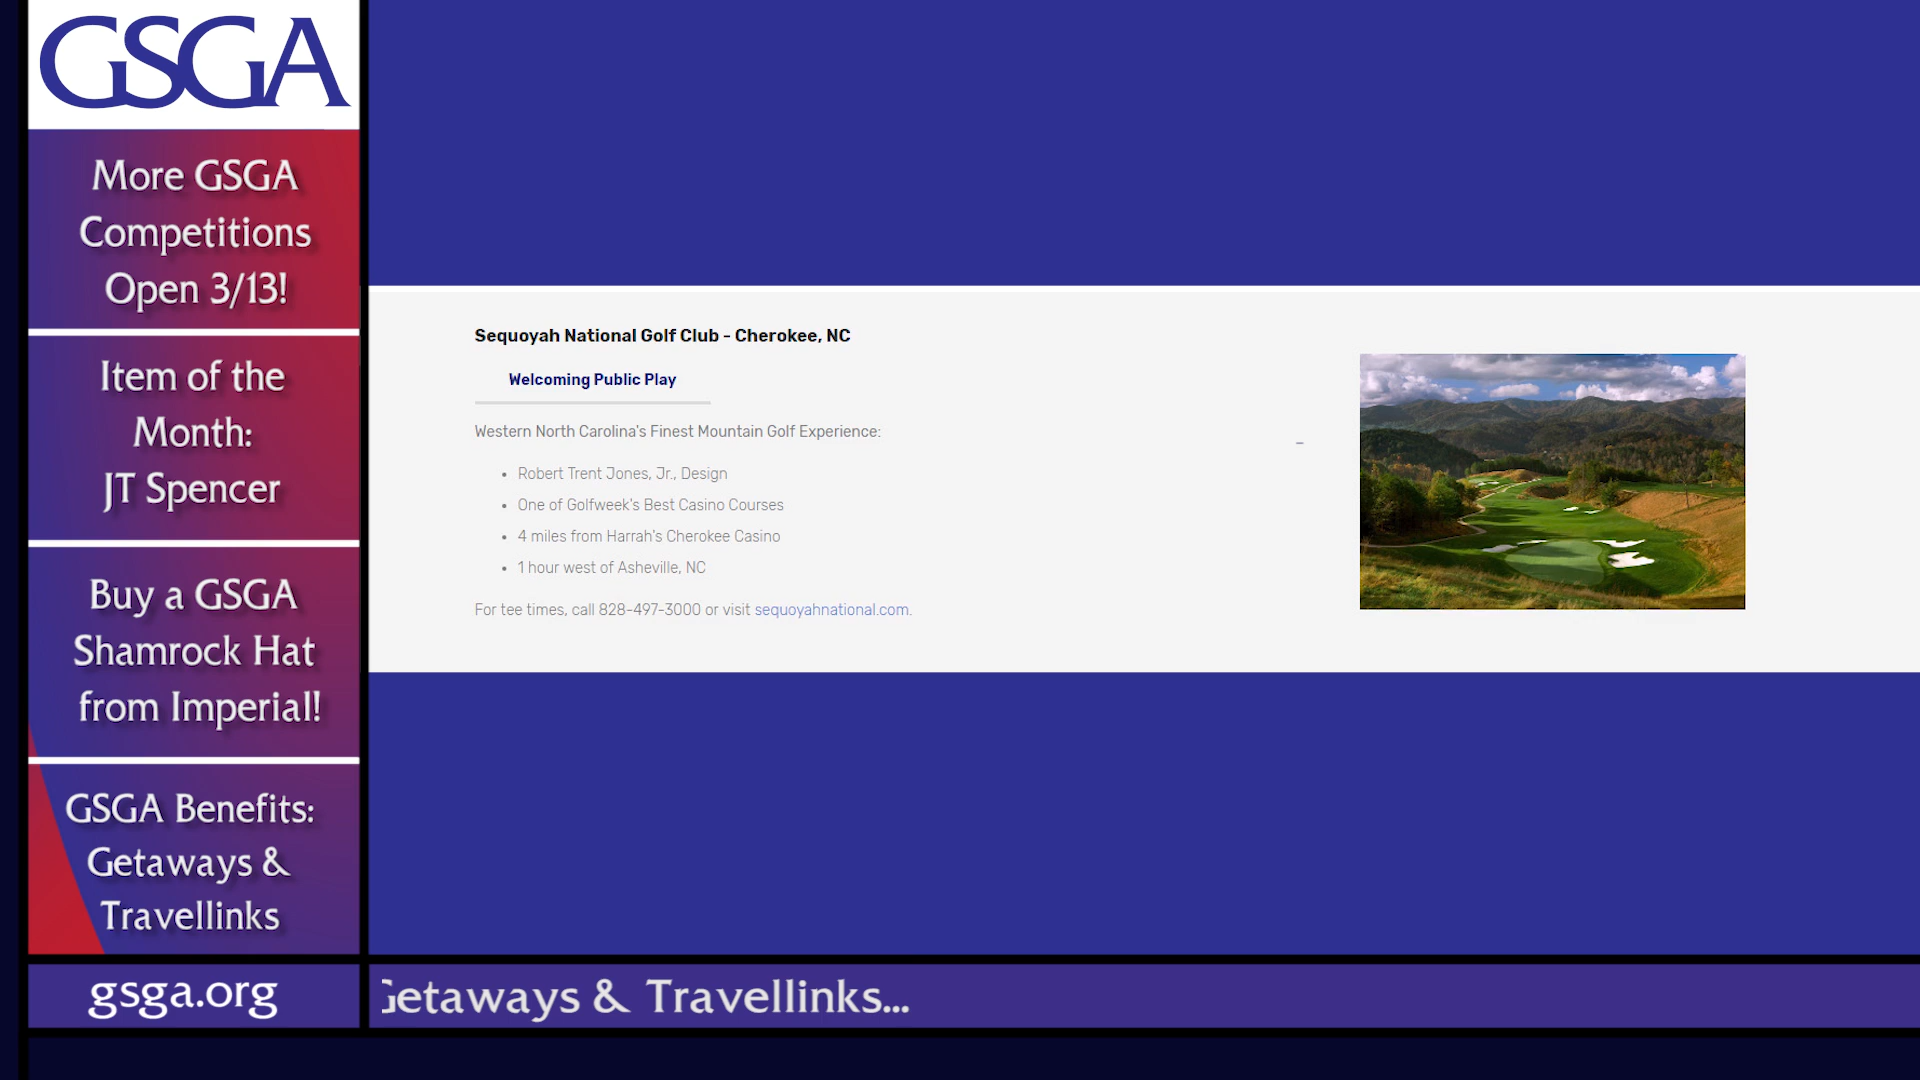 GSGA
More GSGA
Competitions
Open 3/13!
Item of the
Month:
JT Spencer
Buy a GSGA
Shamrock Hat
from Imperial!
GSGA Benefits:
Getaways &
Travellinks
gsga.org
Sequoyah National Golf Club - Cherokee, NC
Welcoming Public Play
Western North Carolina's Finest Mountain Golf Experience:
• Robert Trent Jones, Jr., Design
• One of Golfweek's Best Casino Courses
• 4 miles from Harrah's Cherokee Casino
• 1 hour west of Asheville, NC
For tee times, call 828-497-3000 or visit sequoyahnational.com.
–
Getaways & Travellinks...